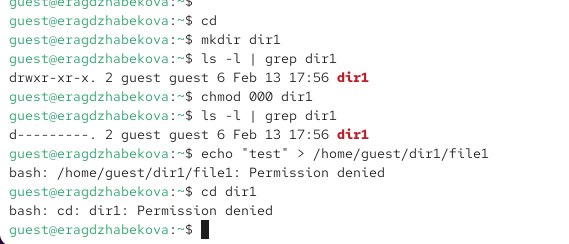 guest@eragdzhabekova:~$
guest@eragdzhabekova:~$ cd
guest@eragdzhabekova:~$ mkdir dir1
guest@eragdzhabekova:~$ ls -l | grep dir1
drwxr-xr-x. 2 guest guest 6 Feb 13 17:56 dir1
guest@eragdzhabekova:~$ chmod 000 dir1
guest@eragdzhabekova:~$ ls -l | grep dir1
d---------. 2 guest guest 6 Feb 13 17:56 dir1
guest@eragdzhabekova:~$ echo "test" > /home/guest/dir1/file1
bash: /home/guest/dir1/file1: Permission denied
guest@eragdzhabekova:~$ cd dir1
bash: cd: dir1: Permission denied
guest@eragdzhabekova:~$